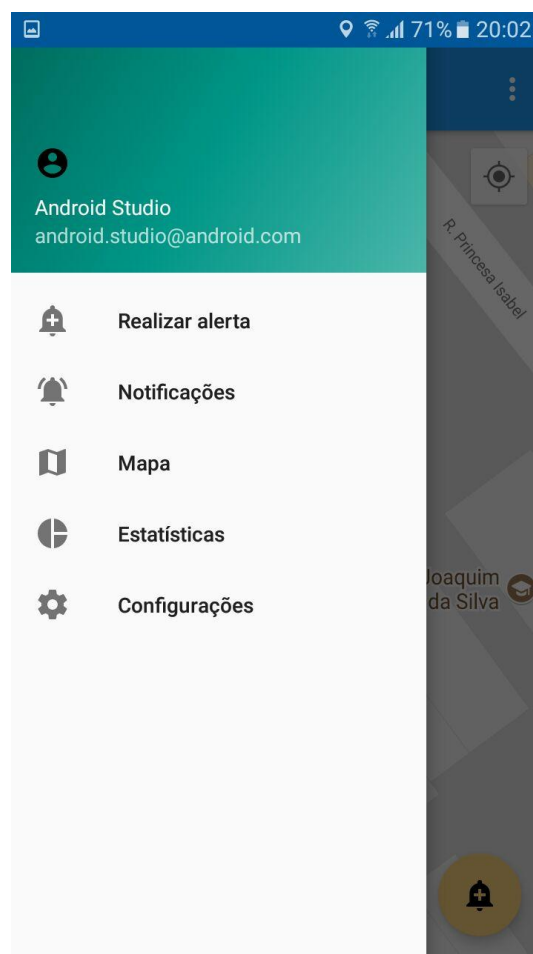 71% 20:02
Android Studio
android.studio@android.com
R. Princesa Isabel
Realizar alerta
Notificações
Mapa
Estatísticas
Configurações
Joaquim
da Silva